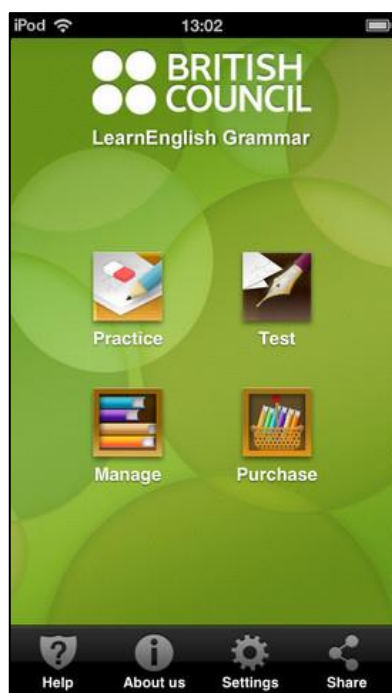 iPod 13:02
BRITISH
COUNCIL
LearnEnglish Grammar
Practice Test
Manage Purchase
Help About us Settings Share